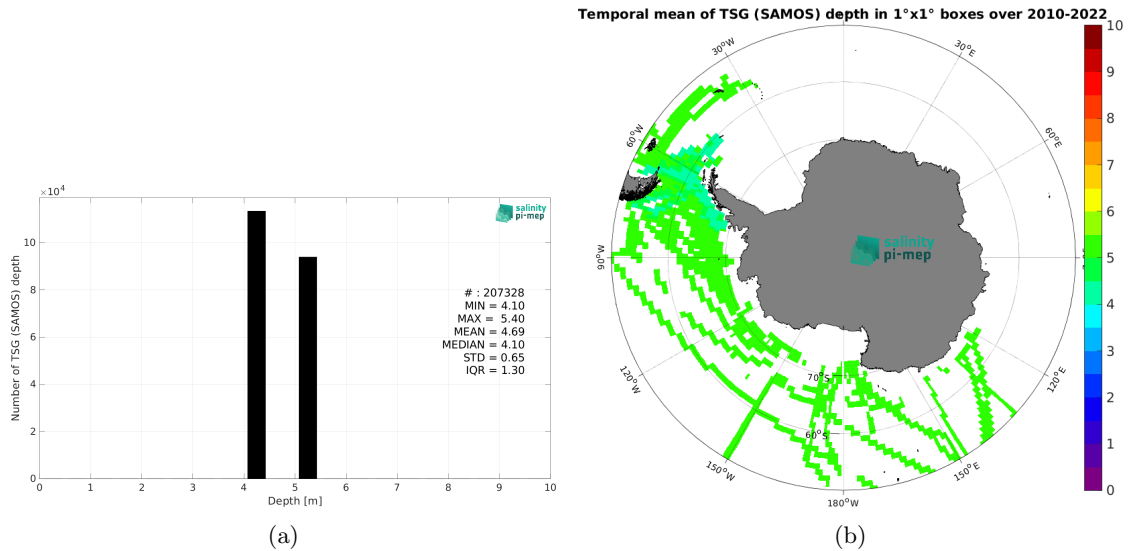 ×10⁴
10
8
6
4
2
0
0 1 2 3 4 5 6 7 8 9 10
Number of TSG (SAMOS) depth
Depth [m]
salinity
pi-mep
# : 207328
MIN = 4.10
MAX = 5.40
MEAN = 4.69
MEDIAN = 4.10
STD = 0.65
IQR = 1.30
(a)
Temporal mean of TSG (SAMOS) depth in 1°x1° boxes over 2010-2022
30°W
30°E
60°W
60°E
90°W
salinity
pi-mep
120°W
120°E
70°S
60°S
150°W
150°E
180°W
10
9
8
7
6
5
4
3
2
1
0
(b)